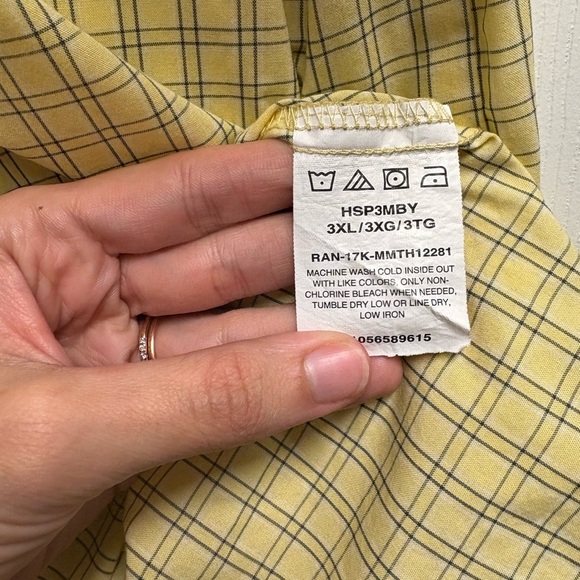 HSP3MBY
3XL/3XG/3TG
RAN-17K-MMTH12281
MACHINE WASH COLD INSIDE OUT
WITH LIKE COLORS, ONLY NON-
CHLORINE BLEACH WHEN NEEDED,
TUMBLE DRY LOW OR LINE DRY,
LOW IRON
1056589615